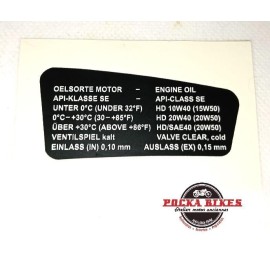 OELSORTE MOTOR – ENGINE OIL
API-KLASSE SE – API-CLASS SE
UNTER 0°C (UNDER 32°F) HD 10W40 (15W50)
0°C–+30°C (30–+85°F) HD 20W40 (20W50)
ÜBER +30°C (ABOVE +86°F) HD/SAE40 (20W50)
VENTILSPIEL kalt VALVE CLEAR, cold
EINLASS (IN) 0,10 mm AUSLASS (EX) 0,15 mm
POCKA BIKES